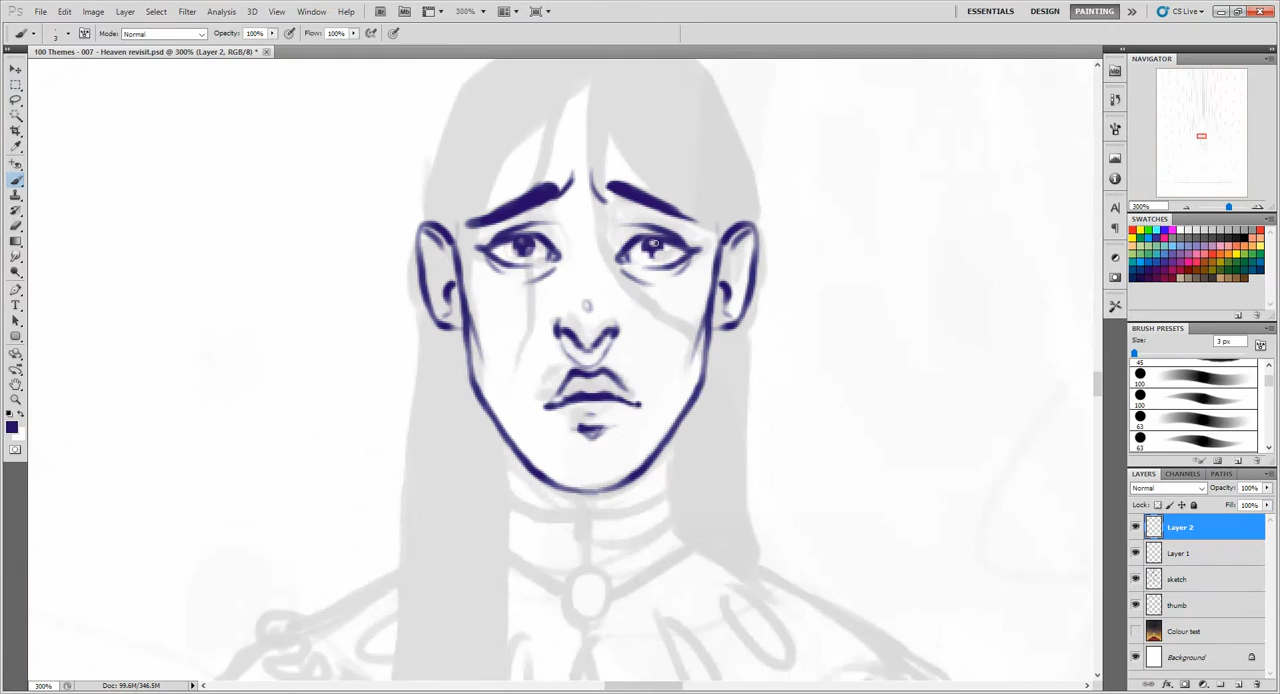 Ps File Edit Image Layer Select Filter Analysis 3D View Window Help Br Mb 300% ESSENTIALS DESIGN PAINTING CS Live
3 Mode: Normal Opacity: 100% Flow: 100%
100 Themes - 007 - Heaven revisit.psd @ 300% (Layer 2, RGB/8) *
NAVIGATOR
300%
SWATCHES
BRUSH PRESETS
Size: 3 px
45
100
100
63
63
LAYERS CHANNELS PATHS
Normal Opacity: 100%
Lock: Fill: 100%
Layer 2
Layer 1
sketch
thumb
Colour test
Background
300% Doc: 99.6M/346.5M